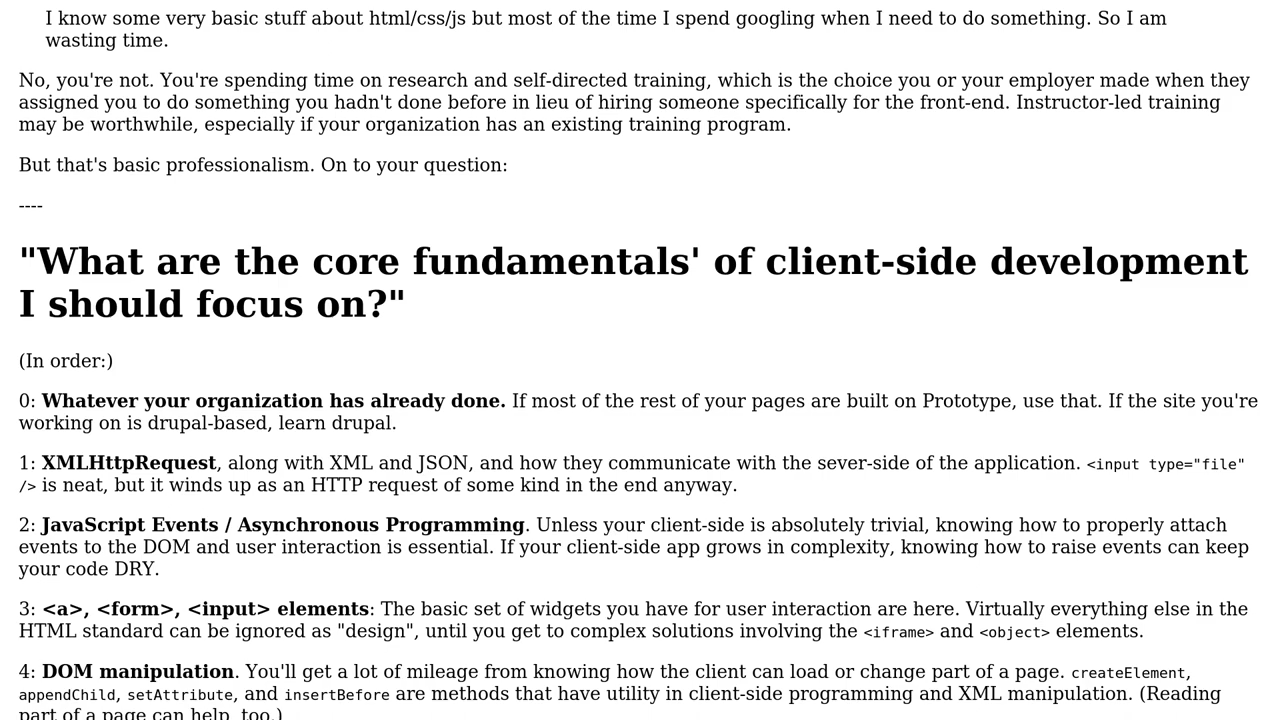 I know some very basic stuff about html/css/js but most of the time I spend googling when I need to do something. So I am
wasting time.
No, you're not. You're spending time on research and self-directed training, which is the choice you or your employer made when they
assigned you to do something you hadn't done before in lieu of hiring someone specifically for the front-end. Instructor-led training
may be worthwhile, especially if your organization has an existing training program.
But that's basic professionalism. On to your question:
----
"What are the core fundamentals' of client-side development
I should focus on?"
(In order:)
0: Whatever your organization has already done. If most of the rest of your pages are built on Prototype, use that. If the site you're
working on is drupal-based, learn drupal.
1: XMLHttpRequest, along with XML and JSON, and how they communicate with the sever-side of the application. <input type="file"
/> is neat, but it winds up as an HTTP request of some kind in the end anyway.
2: JavaScript Events / Asynchronous Programming. Unless your client-side is absolutely trivial, knowing how to properly attach
events to the DOM and user interaction is essential. If your client-side app grows in complexity, knowing how to raise events can keep
your code DRY.
3: <a>, <form>, <input> elements: The basic set of widgets you have for user interaction are here. Virtually everything else in the
HTML standard can be ignored as "design", until you get to complex solutions involving the <iframe> and <object> elements.
4: DOM manipulation. You'll get a lot of mileage from knowing how the client can load or change part of a page. createElement,
appendChild, setAttribute, and insertBefore are methods that have utility in client-side programming and XML manipulation. (Reading
part of a page can help, too.)